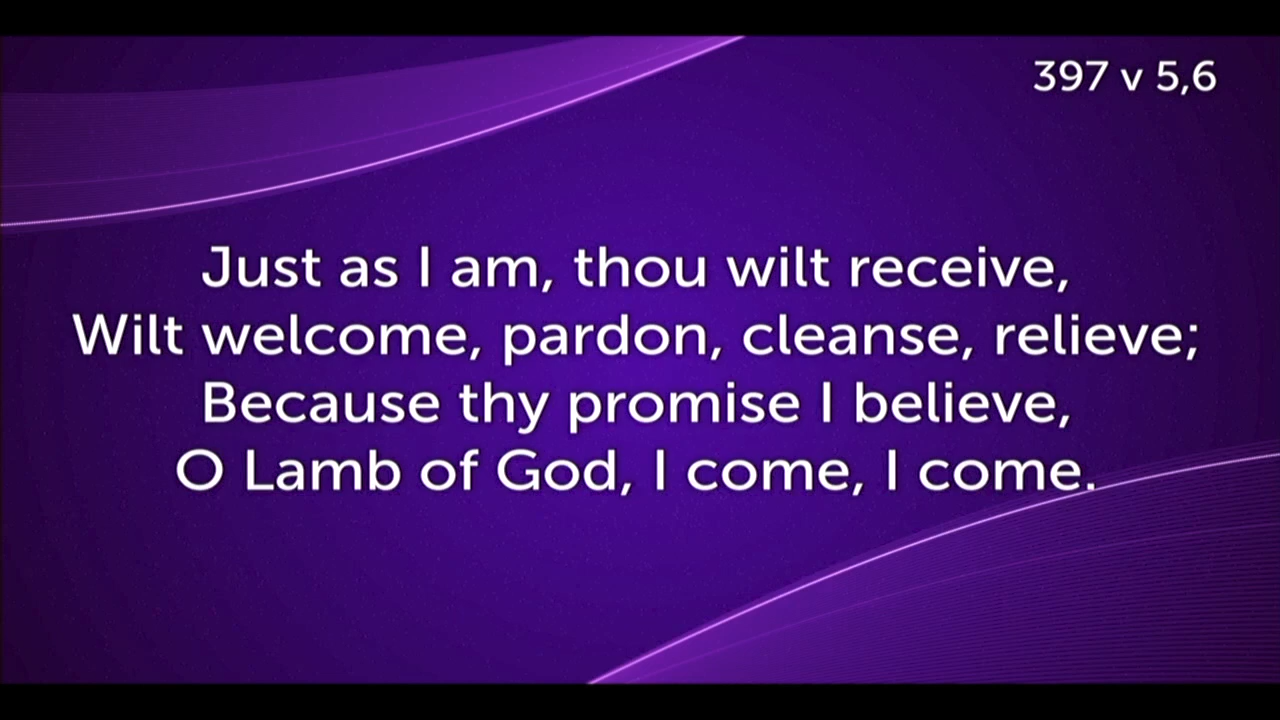 397 v 5,6
Just as I am, thou wilt receive,
Wilt welcome, pardon, cleanse, relieve;
Because thy promise I believe,
O Lamb of God, I come, I come.